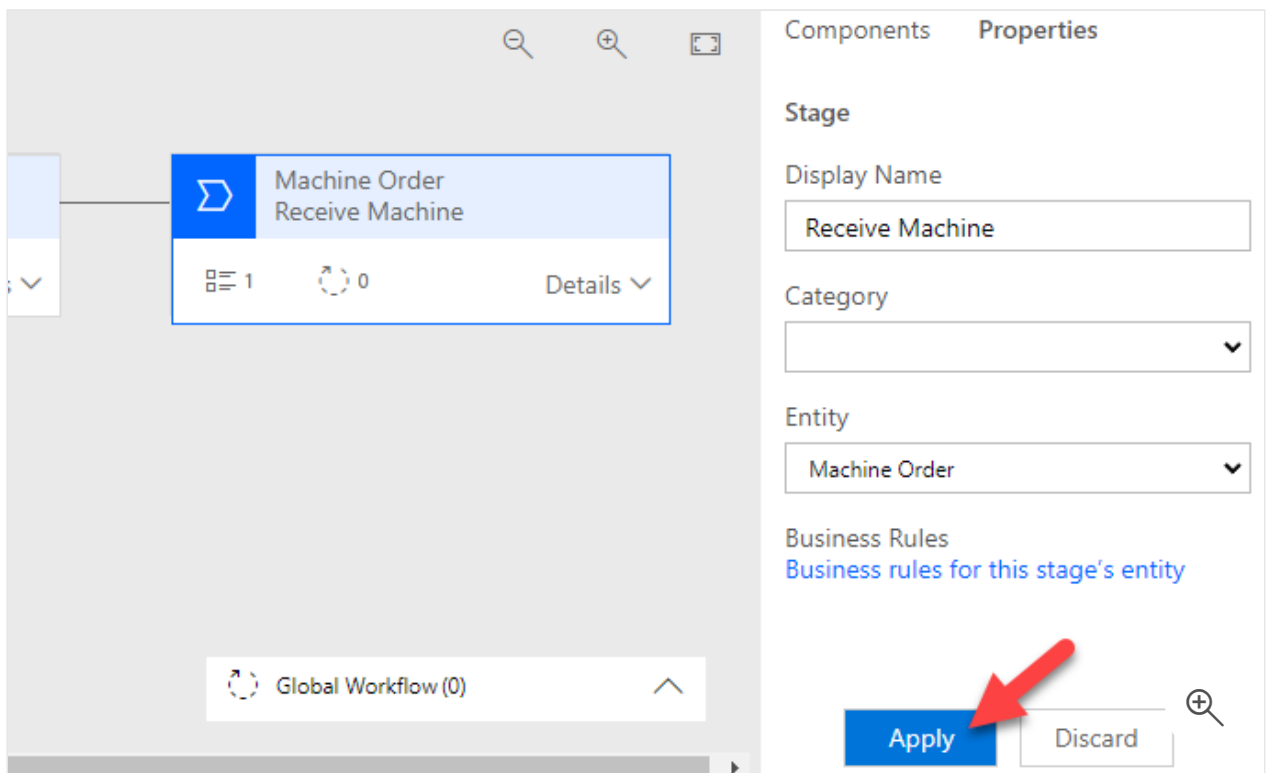 Components Properties
Stage
Display Name
Receive Machine
Category
Entity
Machine Order
Business Rules
Business rules for this stage's entity
Apply Discard
Machine Order
Receive Machine
1 0 Details
s
Global Workflow (0)